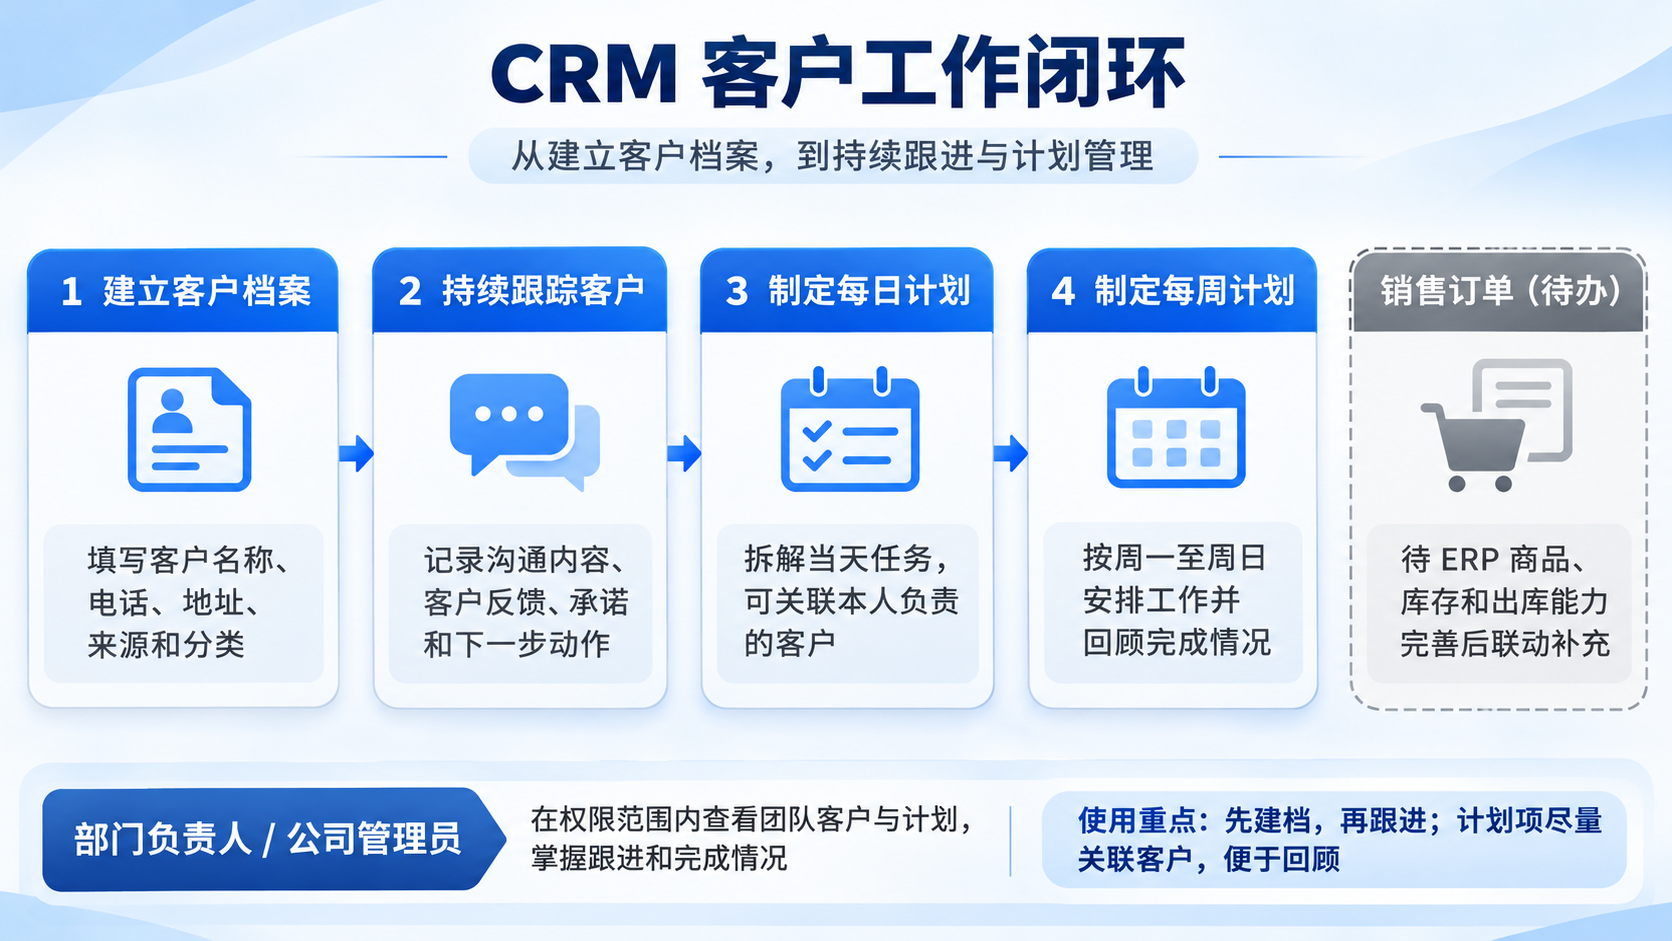 CRM 客户工作闭环
从建立客户档案，到持续跟进与计划管理
1 建立客户档案
填写客户名称、
电话、地址、
来源和分类
2 持续跟踪客户
记录沟通内容、
客户反馈、承诺
和下一步动作
3 制定每日计划
拆解当天任务，
可关联本人负责
的客户
4 制定每周计划
按周一至周日
安排工作并
回顾完成情况
销售订单（待办）
待 ERP 商品、
库存和出库能力
完善后联动补充
部门负责人 / 公司管理员
在权限范围内查看团队客户与计划，
掌握跟进和完成情况
使用重点：先建档，再跟进；计划项尽量
关联客户，便于回顾